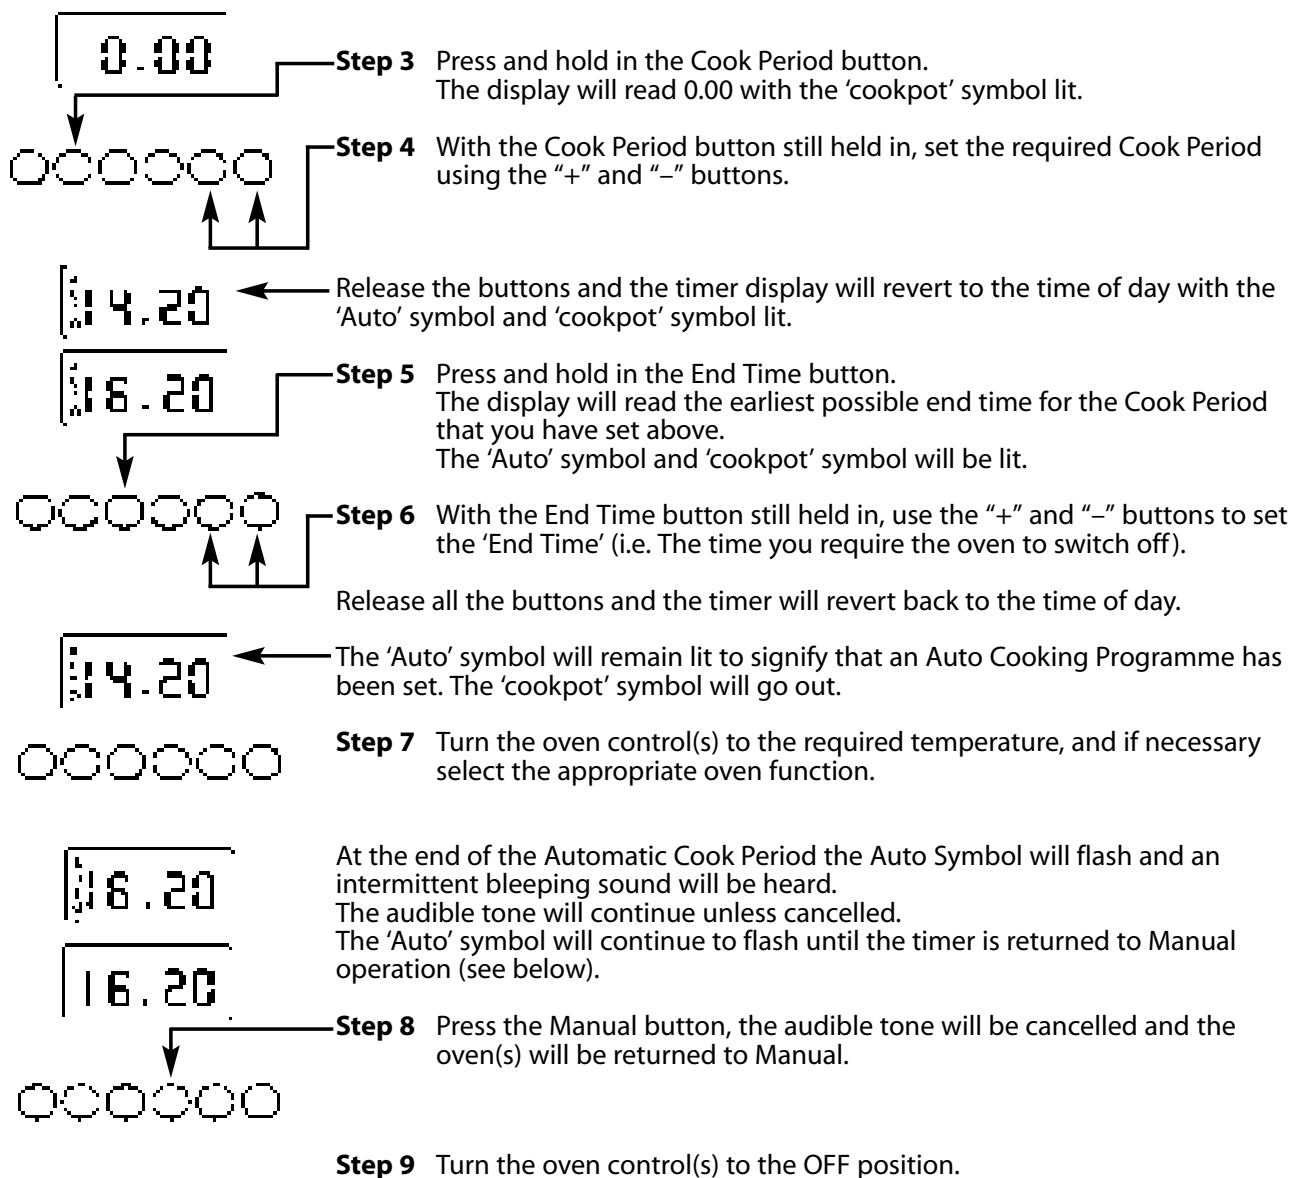 0.00
Step 3 Press and hold in the Cook Period button.
The display will read 0.00 with the ‘cookpot’ symbol lit.
Step 4 With the Cook Period button still held in, set the required Cook Period
using the “+” and “–” buttons.
14.20
Release the buttons and the timer display will revert to the time of day with the
‘Auto’ symbol and ‘cookpot’ symbol lit.
16.20
Step 5 Press and hold in the End Time button.
The display will read the earliest possible end time for the Cook Period
that you have set above.
The ‘Auto’ symbol and ‘cookpot’ symbol will be lit.
Step 6 With the End Time button still held in, use the “+” and “–” buttons to set
the ‘End Time’ (i.e. The time you require the oven to switch off).
Release all the buttons and the timer will revert back to the time of day.
14.20
The ‘Auto’ symbol will remain lit to signify that an Auto Cooking Programme has
been set. The ‘cookpot’ symbol will go out.
Step 7 Turn the oven control(s) to the required temperature, and if necessary
select the appropriate oven function.
16.20
At the end of the Automatic Cook Period the Auto Symbol will flash and an
intermittent bleeping sound will be heard.
The audible tone will continue unless cancelled.
The ‘Auto’ symbol will continue to flash until the timer is returned to Manual
operation (see below).
16.20
Step 8 Press the Manual button, the audible tone will be cancelled and the
oven(s) will be returned to Manual.
Step 9 Turn the oven control(s) to the OFF position.